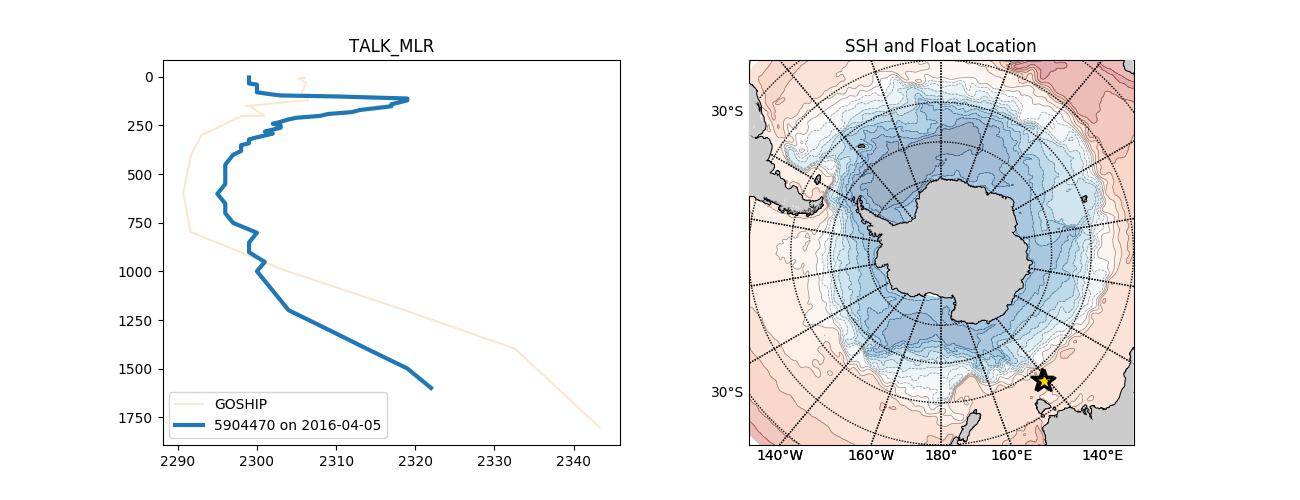 TALK_MLR
0
250
500
750
1000
1250
1500
1750
2290 2300 2310 2320 2330 2340
GOSHIP
5904470 on 2016-04-05
SSH and Float Location
30°S
30°S
140°W 160°W 180° 160°E 140°E